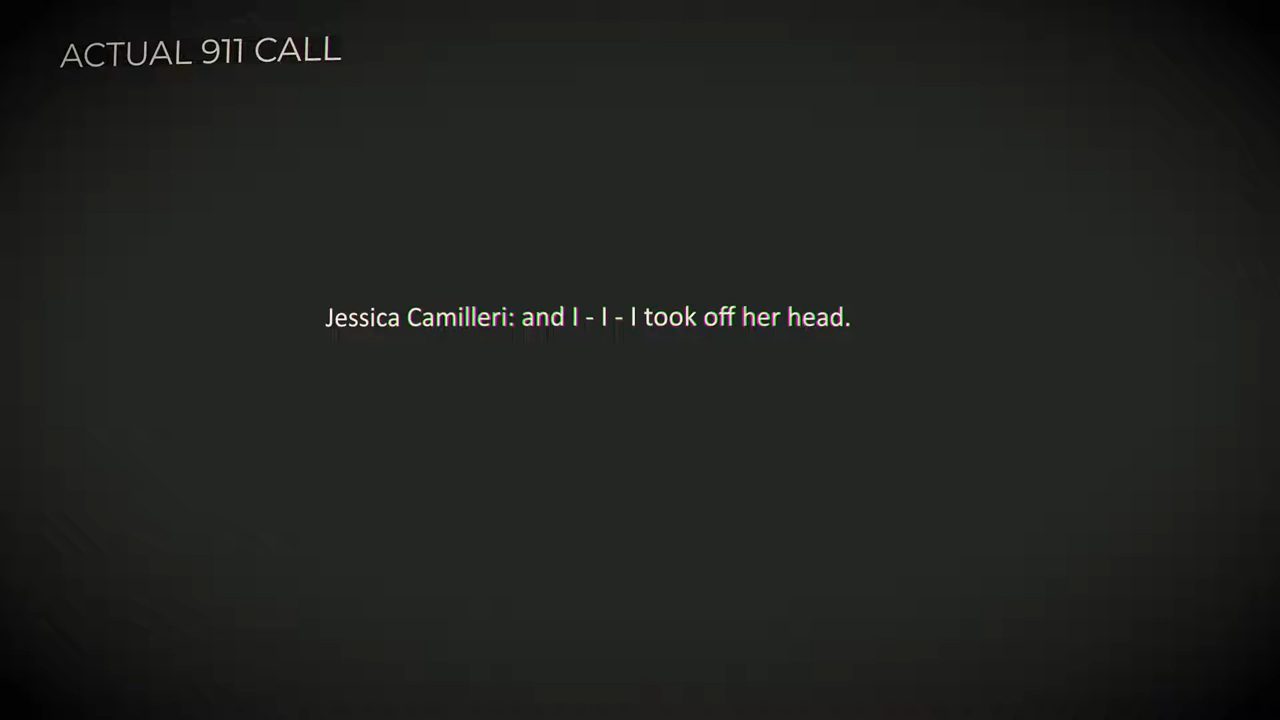 ACTUAL 911 CALL
Jessica Camilleri: and I - I - I took off her head.